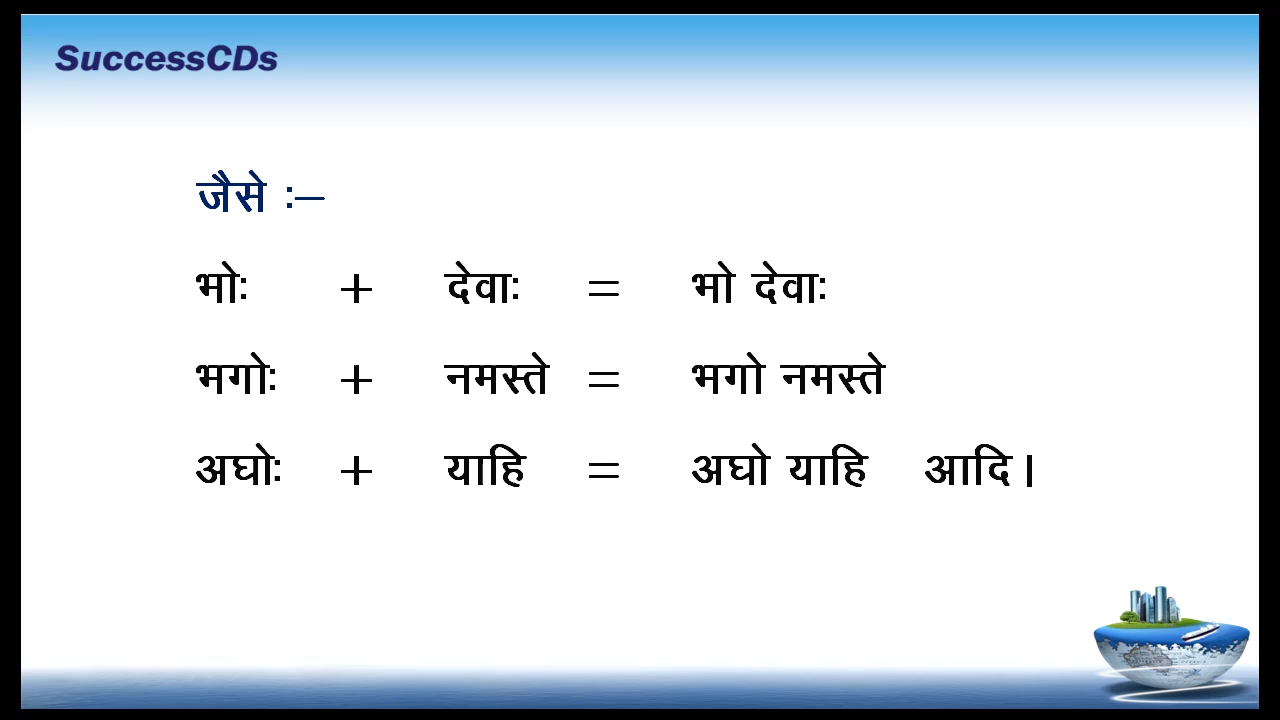 SuccessCDs
जैसे :–
भोः + देवाः = भो देवाः
भगोः + नमस्ते = भगो नमस्ते
अघोः + याहि = अघो याहि आदि।